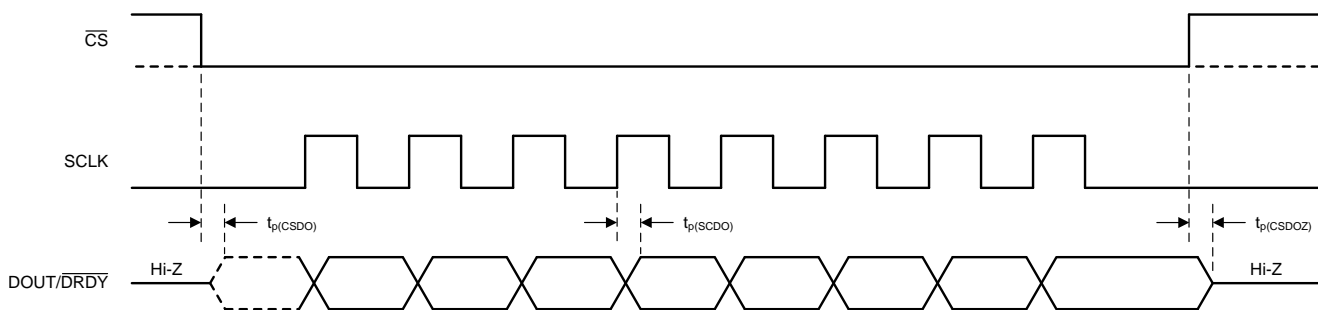 CS
SCLK
tp(CSDO)
tp(SCDO)
tp(CSDOZ)
Hi-Z
Hi-Z
DOUT/DRDY